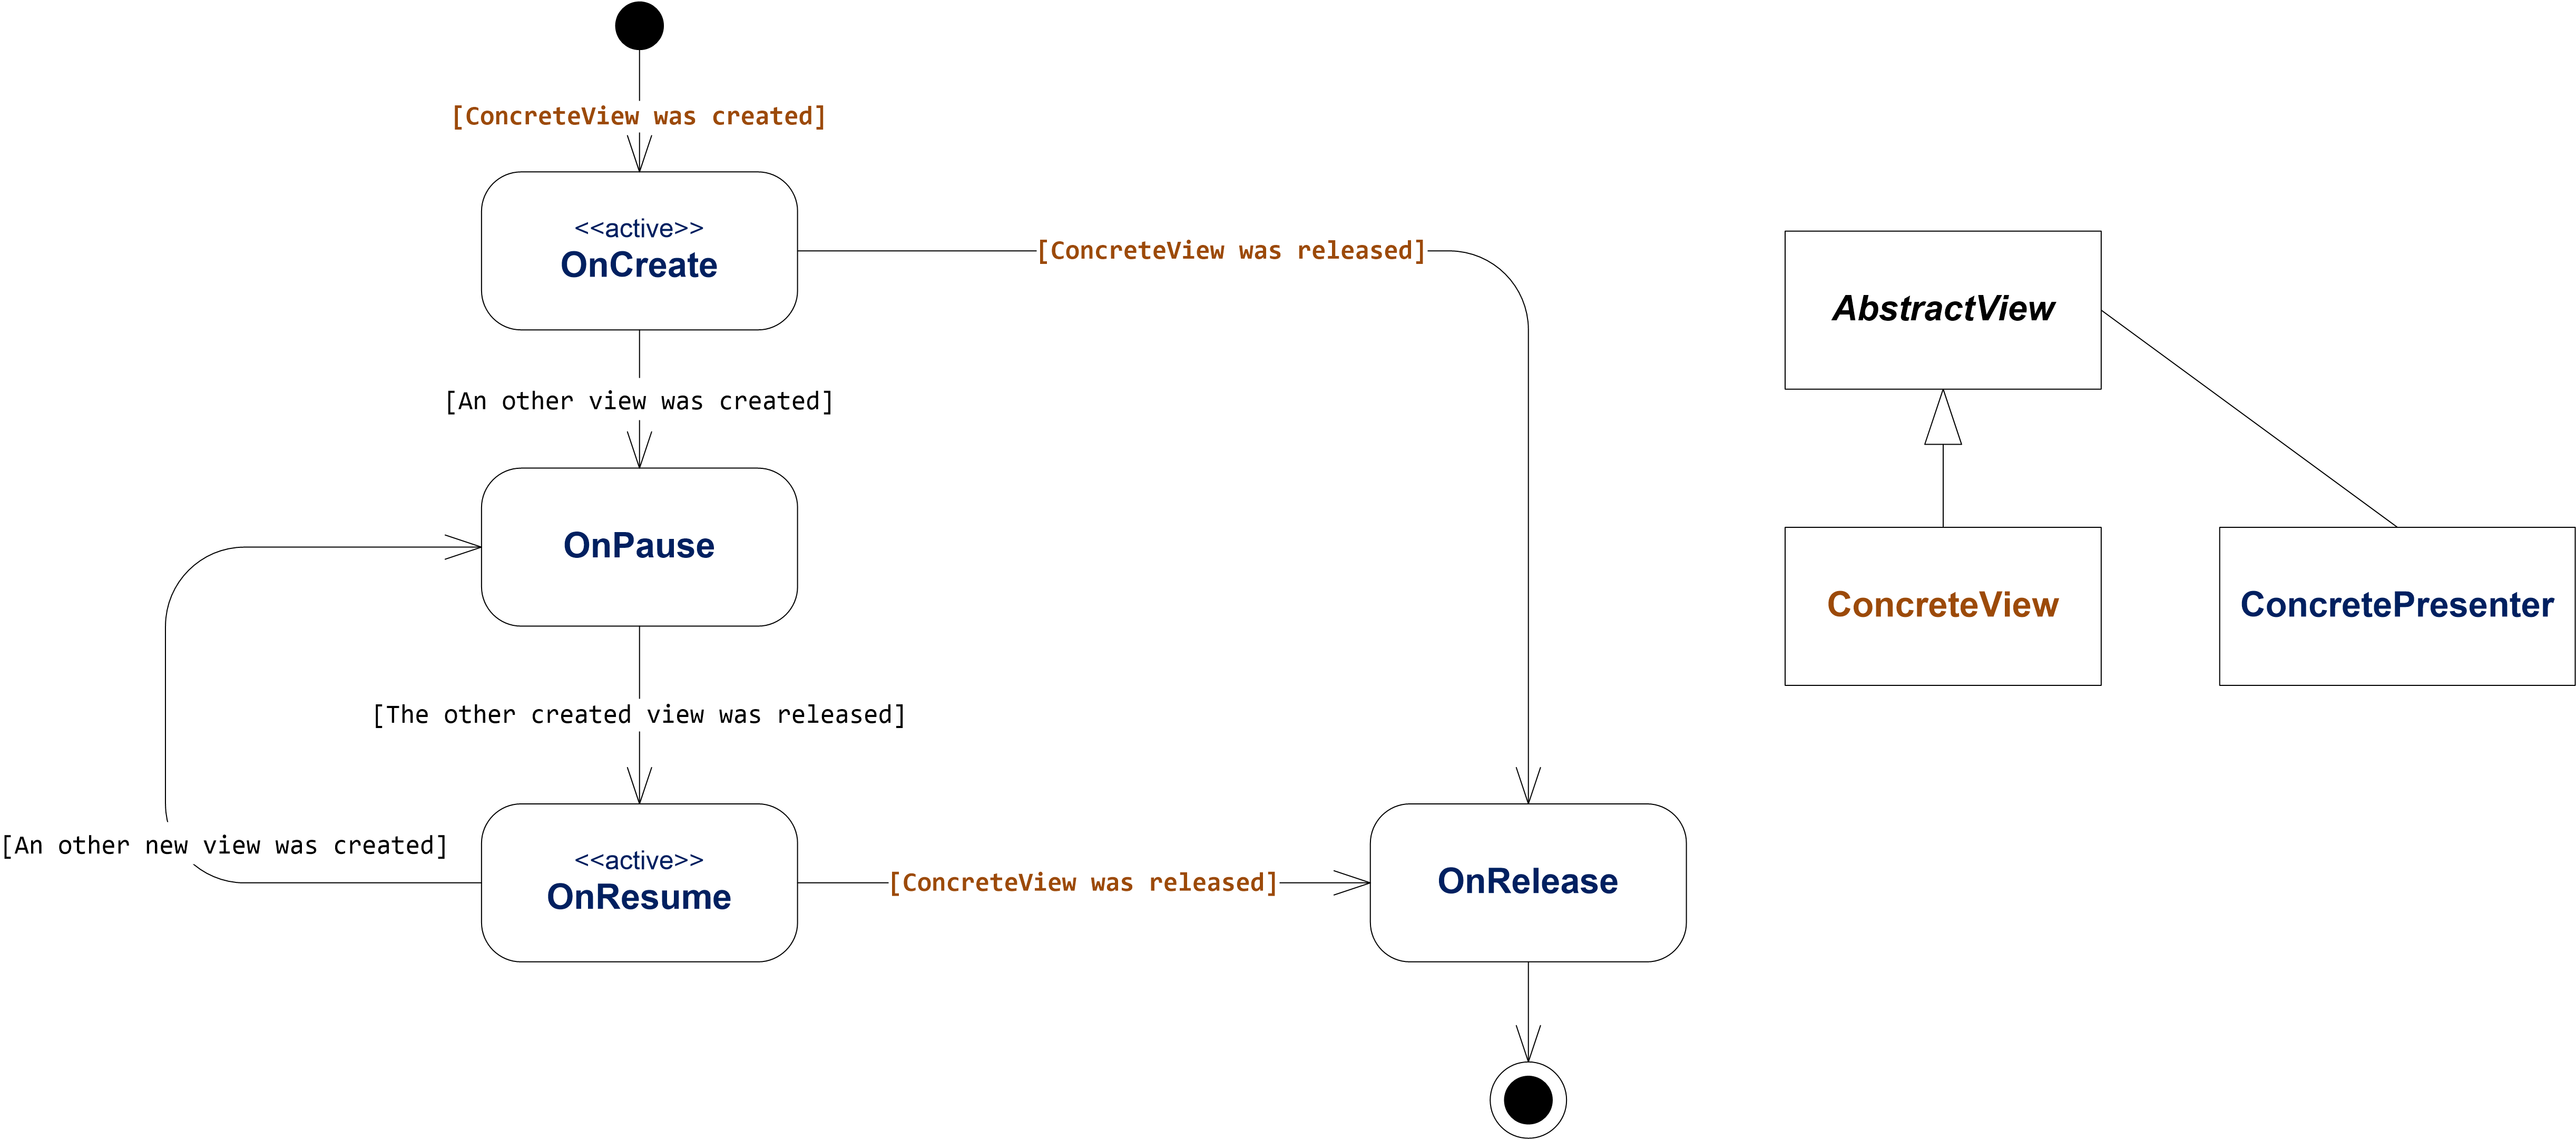 [ConcreteView was created]
<<active>>
OnCreate
[ConcreteView was released]
[An other view was created]
OnPause
[The other created view was released]
[An other new view was created]
<<active>>
OnResume
[ConcreteView was released]
OnRelease
AbstractView
ConcreteView
ConcretePresenter